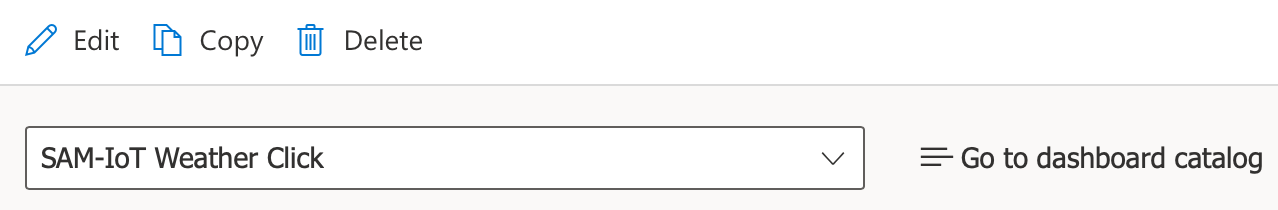 Edit Copy Delete
SAM-IoT Weather Click Go to dashboard catalog